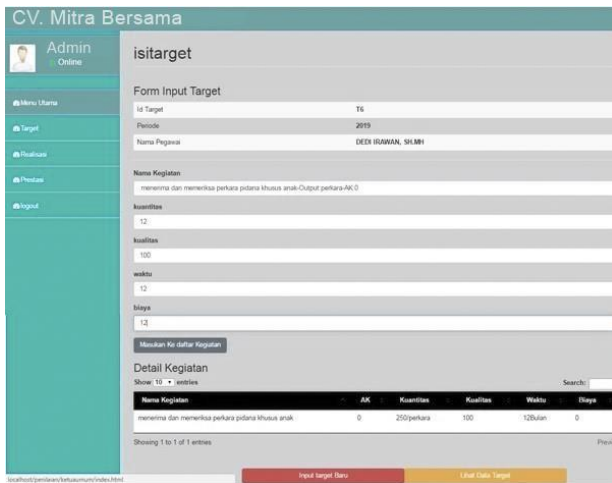 CV. Mitra Bersama
Admin
Online
Menu Utama
Target
Realisasi
Prestasi
logout
isitarget
Form Input Target
Id Target T6
Periode 2019
Nama Pegawai DEDI IRAWAN, SH.MH
Nama Kegiatan
menerima dan memeriksa perkara pidana khusus anak-Output perkara-AK:0
kuantitas
12
kualitas
100
waktu
12
biaya
12
Masukan Ke daftar Kegiatan
Detail Kegiatan
Show 10 entries Search:
Nama Kegiatan AK Kuantitas Kualitas Waktu Biaya
menerima dan memeriksa perkara pidana khusus anak 0 250/perkara 100 12Bulan 0
Showing 1 to 1 of 1 entries Previ
Input target Baru Lihat Data Target
localhost/penilaian/ketuaumum/index.html